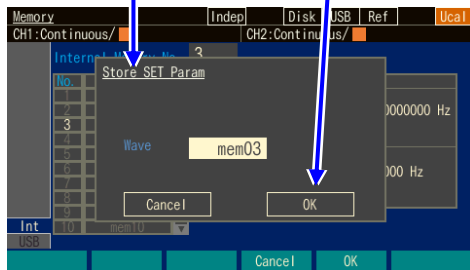 Memory Indep Disk USB Ref Ucal
CH1:Continuous/ CH2:Continuous/
Internal Memory No. 3
No. Store SET Param
1
2 0000000 Hz
3
4
5 Wave mem03
6 000 Hz
7
8 Cancel OK
9
Int 10 mem10
USB
Cancel OK